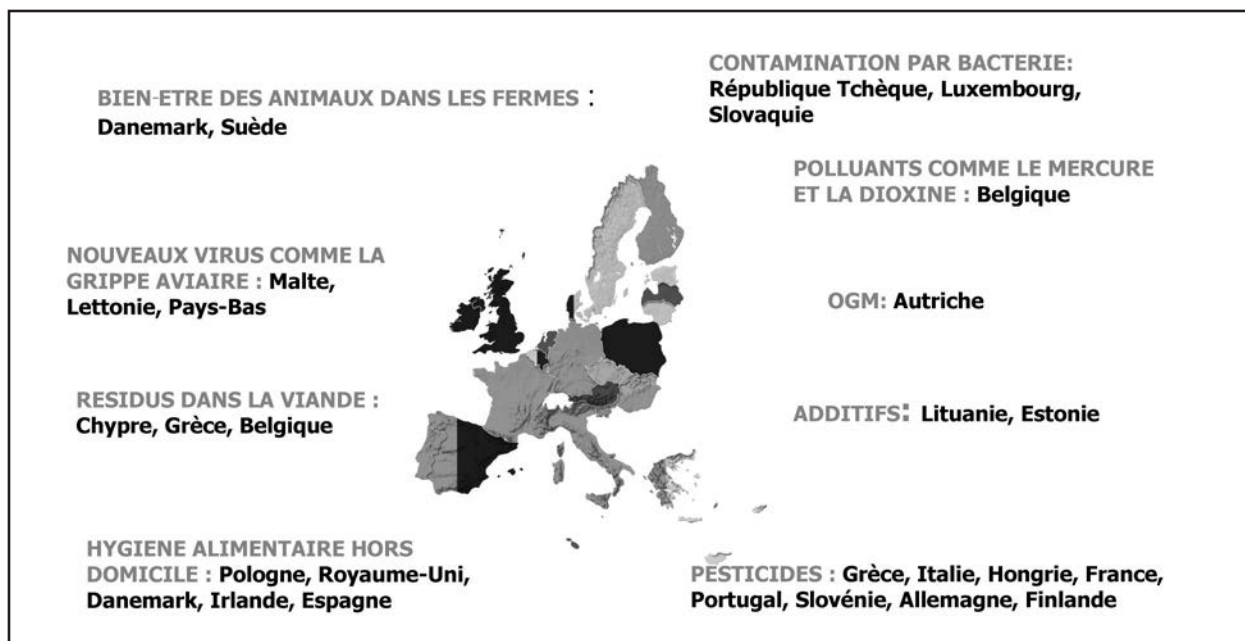 BIEN-ETRE DES ANIMAUX DANS LES FERMES :
Danemark, Suède
CONTAMINATION PAR BACTERIE:
République Tchèque, Luxembourg,
Slovaquie
POLLUANTS COMME LE MERCURE
ET LA DIOXINE : Belgique
NOUVEAUX VIRUS COMME LA
GRIPPE AVIAIRE : Malte,
Lettonie, Pays-Bas
OGM: Autriche
RESIDUS DANS LA VIANDE :
Chypre, Grèce, Belgique
ADDITIFS: Lituanie, Estonie
HYGIENE ALIMENTAIRE HORS
DOMICILE : Pologne, Royaume-Uni,
Danemark, Irlande, Espagne
PESTICIDES : Grèce, Italie, Hongrie, France,
Portugal, Slovénie, Allemagne, Finlande